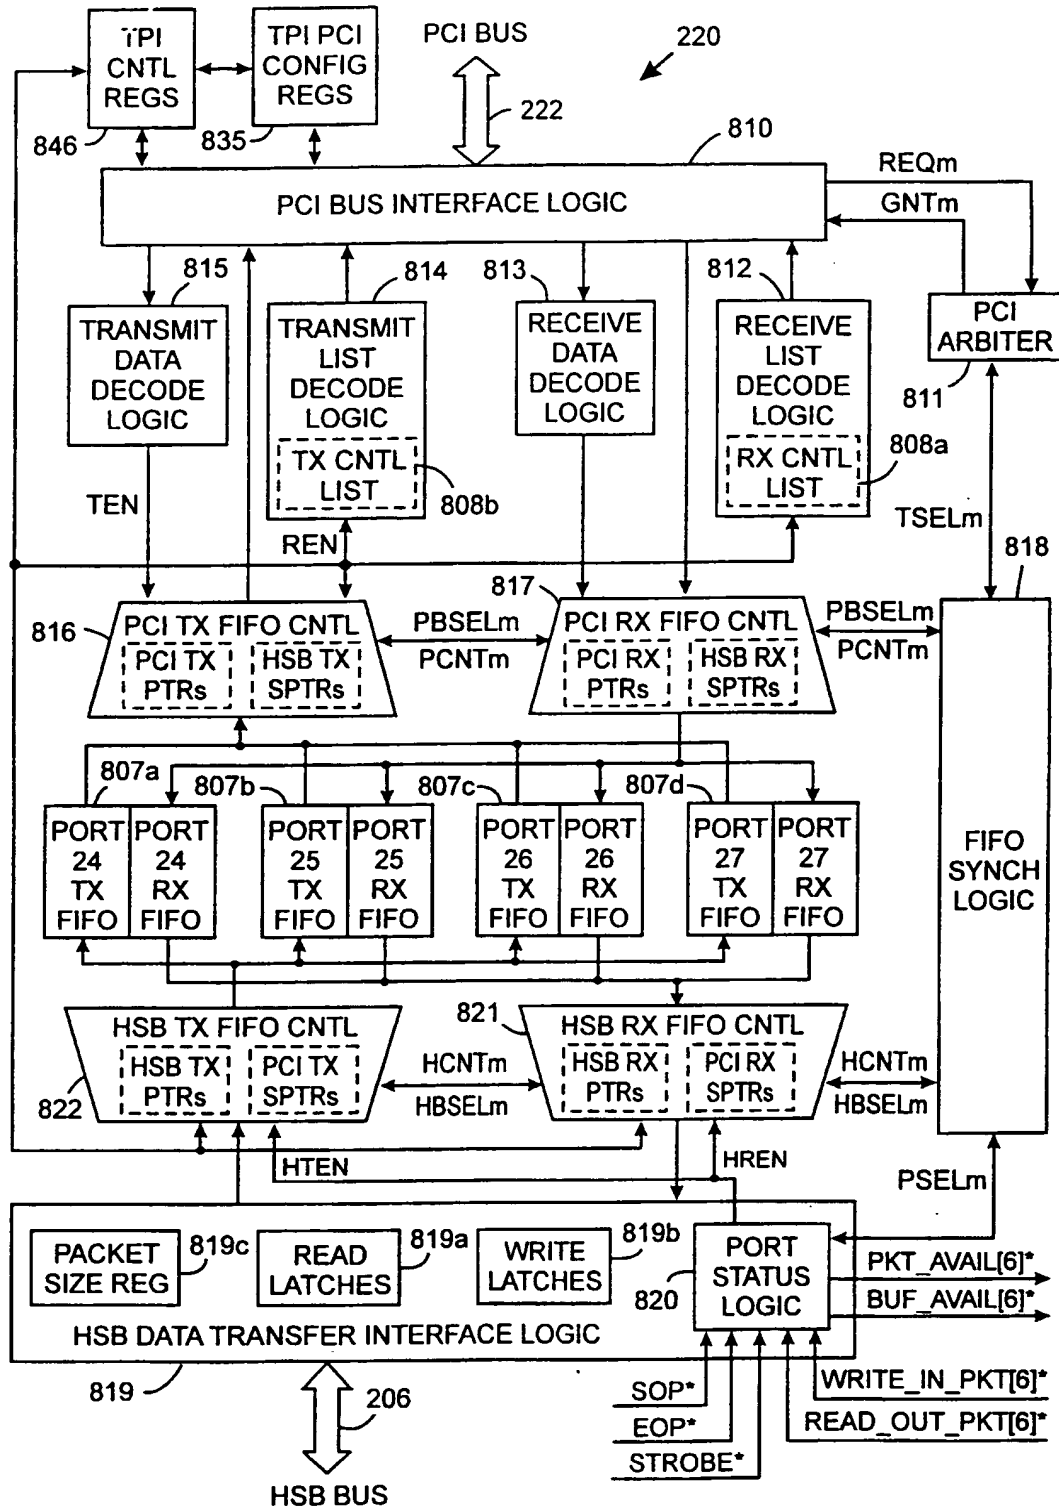 TPI
CNTL
REGS
846
TPI PCI
CONFIG
REGS
835
PCI BUS
222
220
810
PCI BUS INTERFACE LOGIC
REQm
GNTm
815
TRANSMIT
DATA
DECODE
LOGIC
814
TRANSMIT
LIST
DECODE
LOGIC
TX CNTL
LIST
808b
813
RECEIVE
DATA
DECODE
LOGIC
812
RECEIVE
LIST
DECODE
LOGIC
RX CNTL
LIST
808a
PCI
ARBITER
811
TEN
REN
TSELm
818
816
PCI TX FIFO CNTL
PCI TX
PTRs
HSB TX
SPTRs
PBSELm
PCNTm
817
PCI RX FIFO CNTL
PCI RX
PTRs
HSB RX
SPTRs
PBSELm
PCNTm
807a
PORT
24
TX
FIFO
PORT
24
RX
FIFO
807b
PORT
25
TX
FIFO
PORT
25
RX
FIFO
807c
PORT
26
TX
FIFO
PORT
26
RX
FIFO
807d
PORT
27
TX
FIFO
PORT
27
RX
FIFO
FIFO
SYNCH
LOGIC
HSB TX FIFO CNTL
HSB TX
PTRs
PCI TX
SPTRs
822
HCNTm
HBSELm
821
HSB RX FIFO CNTL
HSB RX
PTRs
PCI RX
SPTRs
HCNTm
HBSELm
HTEN
HREN
PSELm
PACKET
SIZE REG
819c
READ
LATCHES
819a
WRITE
LATCHES
819b
820
PORT
STATUS
LOGIC
PKT_AVAIL[6]*
BUF_AVAIL[6]*
HSB DATA TRANSFER INTERFACE LOGIC
819
206
HSB BUS
SOP*
EOP*
STROBE*
WRITE_IN_PKT[6]*
READ_OUT_PKT[6]*